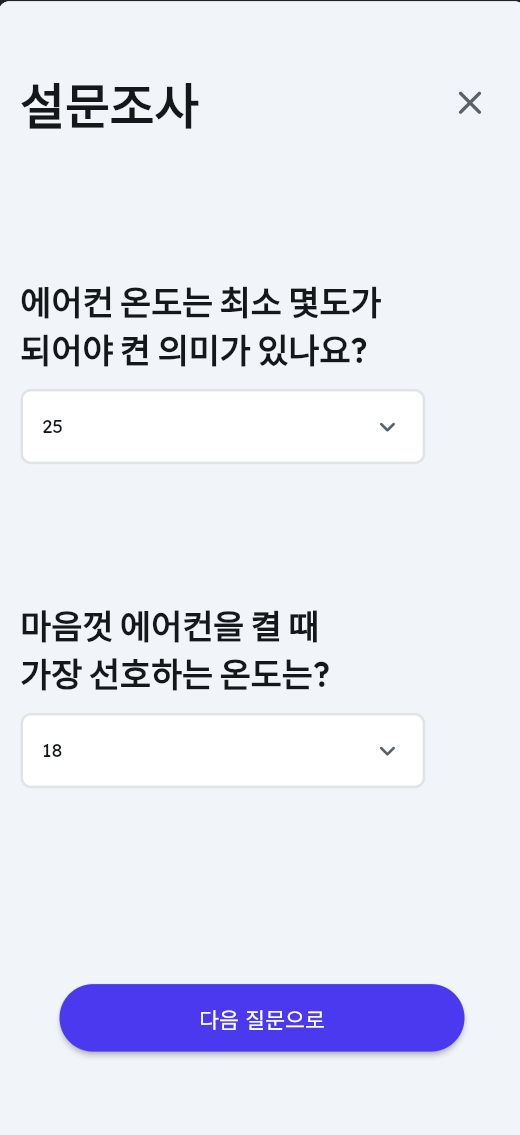 설문조사
에어컨 온도는 최소 몇도가
되어야 켠 의미가 있나요?
25
마음껏 에어컨을 켤 때
가장 선호하는 온도는?
18
다음 질문으로